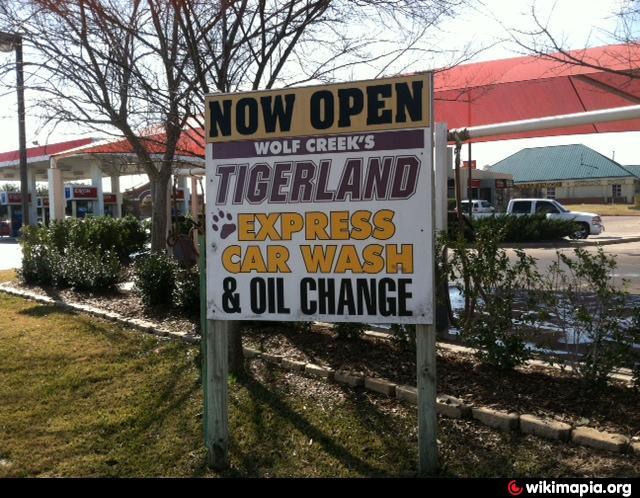 NOW OPEN
WOLF CREEK'S
TIGERLAND
EXPRESS
CAR WASH
& OIL CHANGE
wikimapia.org